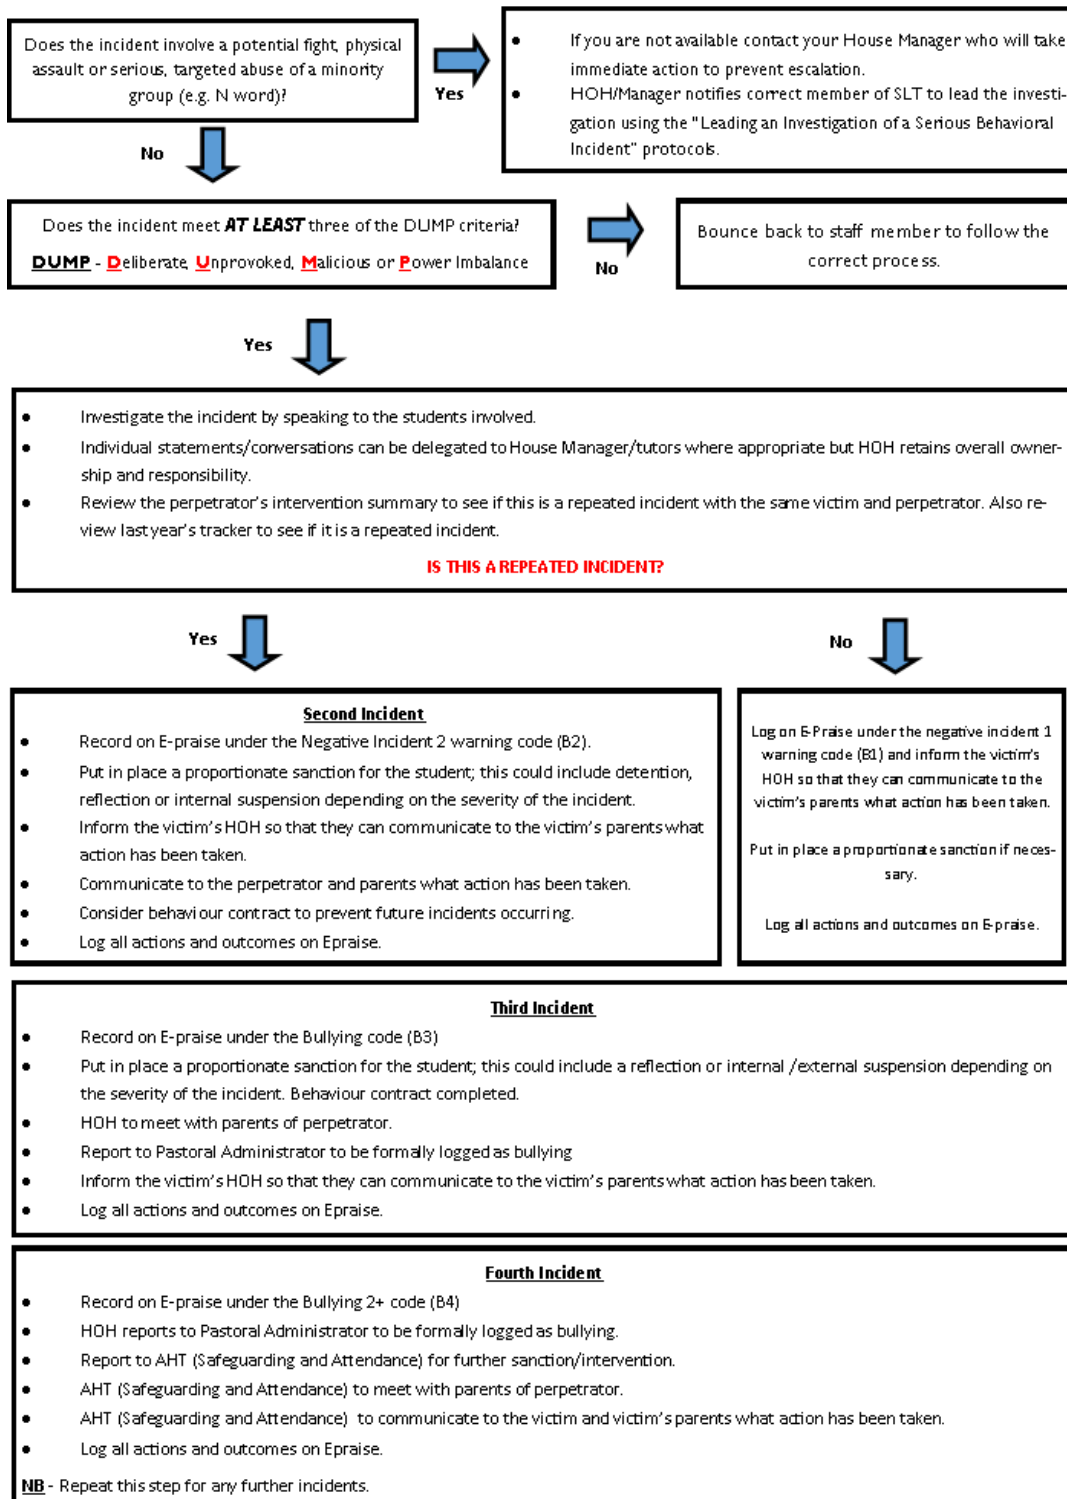 Does the incident involve a potential fight, physical
assault or serious, targeted abuse of a minority
group (e.g. N word)?
Yes
• If you are not available contact your House Manager who will take
immediate action to prevent escalation.
• HOH/Manager notifies correct member of SLT to lead the investi-
gation using the "Leading an Investigation of a Serious Behavioral
Incident" protocols.
No
Does the incident meet AT LEAST three of the DUMP criteria?
DUMP - Deliberate, Unprovoked, Malicious or Power Imbalance
No
Bounce back to staff member to follow the
correct process.
Yes
• Investigate the incident by speaking to the students involved.
• Individual statements/conversations can be delegated to House Manager/tutors where appropriate but HOH retains overall owner-
ship and responsibility.
• Review the perpetrator's intervention summary to see if this is a repeated incident with the same victim and perpetrator. Also re-
view last year's tracker to see if it is a repeated incident.
IS THIS A REPEATED INCIDENT?
Yes
No
Second Incident
• Record on E-praise under the Negative Incident 2 warning code (B2).
• Put in place a proportionate sanction for the student; this could include detention,
reflection or internal suspension depending on the severity of the incident.
• Inform the victim's HOH so that they can communicate to the victim's parents what
action has been taken.
• Communicate to the perpetrator and parents what action has been taken.
• Consider behaviour contract to prevent future incidents occurring.
• Log all actions and outcomes on Epraise.
Log on E-Praise under the negative incident 1
warning code (B1) and inform the victim's
HOH so that they can communicate to the
victim's parents what action has been taken.
Put in place a proportionate sanction if neces-
sary.
Log all actions and outcomes on E-praise.
Third Incident
• Record on E-praise under the Bullying code (B3)
• Put in place a proportionate sanction for the student; this could include a reflection or internal /external suspension depending on
the severity of the incident. Behaviour contract completed.
• HOH to meet with parents of perpetrator.
• Report to Pastoral Administrator to be formally logged as bullying
• Inform the victim's HOH so that they can communicate to the victim's parents what action has been taken.
• Log all actions and outcomes on Epraise.
Fourth Incident
• Record on E-praise under the Bullying 2+ code (B4)
• HOH reports to Pastoral Administrator to be formally logged as bullying.
• Report to AHT (Safeguarding and Attendance) for further sanction/intervention.
• AHT (Safeguarding and Attendance) to meet with parents of perpetrator.
• AHT (Safeguarding and Attendance) to communicate to the victim and victim's parents what action has been taken.
• Log all actions and outcomes on Epraise.
NB - Repeat this step for any further incidents.